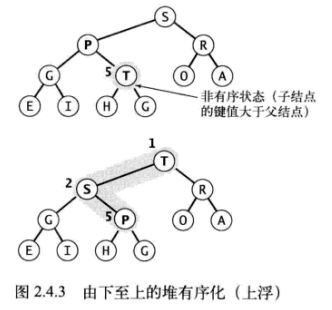 S
P R
G 5 T O A
E I H G
非有序状态（子结点
的键值大于父结点）
1
T
2 S R
G 5 P O A
E I H G
图 2.4.3 由下至上的堆有序化（上浮）